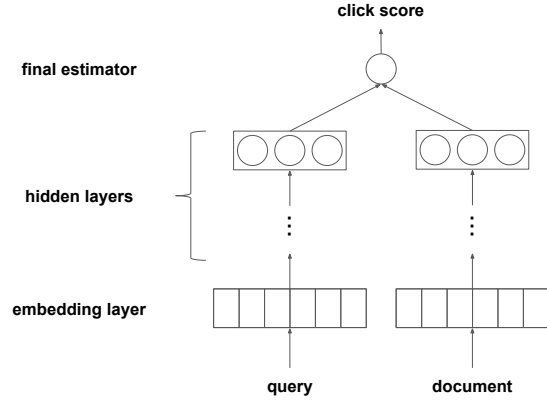 click score
final estimator
hidden layers
embedding layer
query
document